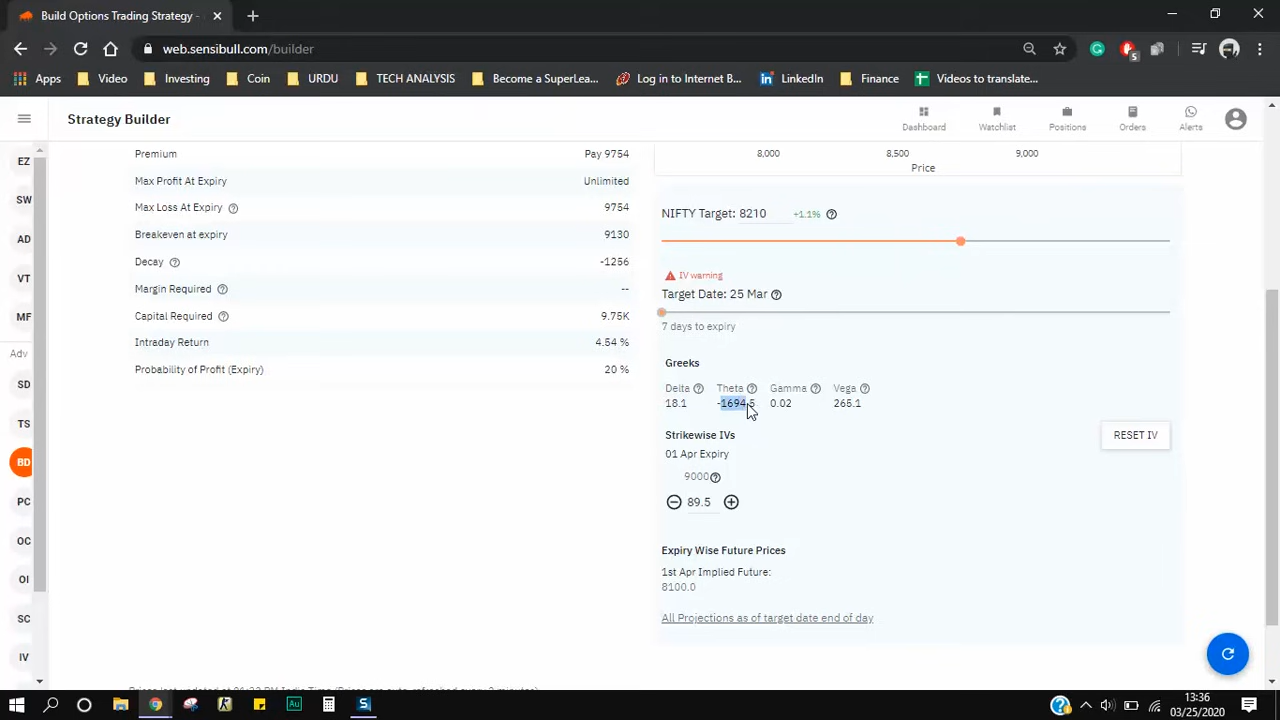 Build Options Trading Strategy -
web.sensibull.com/builder
Apps Video Investing Coin URDU TECH ANALYSIS Become a SuperLea... Log in to Internet B... LinkedIn Finance Videos to translate...
5
Strategy Builder
Dashboard Watchlist Positions Orders Alerts
EZ
SW
AD
VT
MF
Adv
SD
TS
BD
PC
OC
OI
SC
IV
Premium Pay 9754
Max Profit At Expiry Unlimited
Max Loss At Expiry 9754
Breakeven at expiry 9130
Decay -1256
Margin Required --
Capital Required 9.75K
Intraday Return 4.54 %
Probability of Profit (Expiry) 20 %
8,000 8,500 9,000
Price
NIFTY Target: 8210 +1.1%
IV warning
Target Date: 25 Mar
7 days to expiry
Greeks
Delta Theta Gamma Vega
18.1 -1694.5 0.02 265.1
Strikewise IVs
RESET IV
01 Apr Expiry
9000
89.5
Expiry Wise Future Prices
1st Apr Implied Future:
8100.0
All Projections as of target date end of day
13:36
03/25/2020